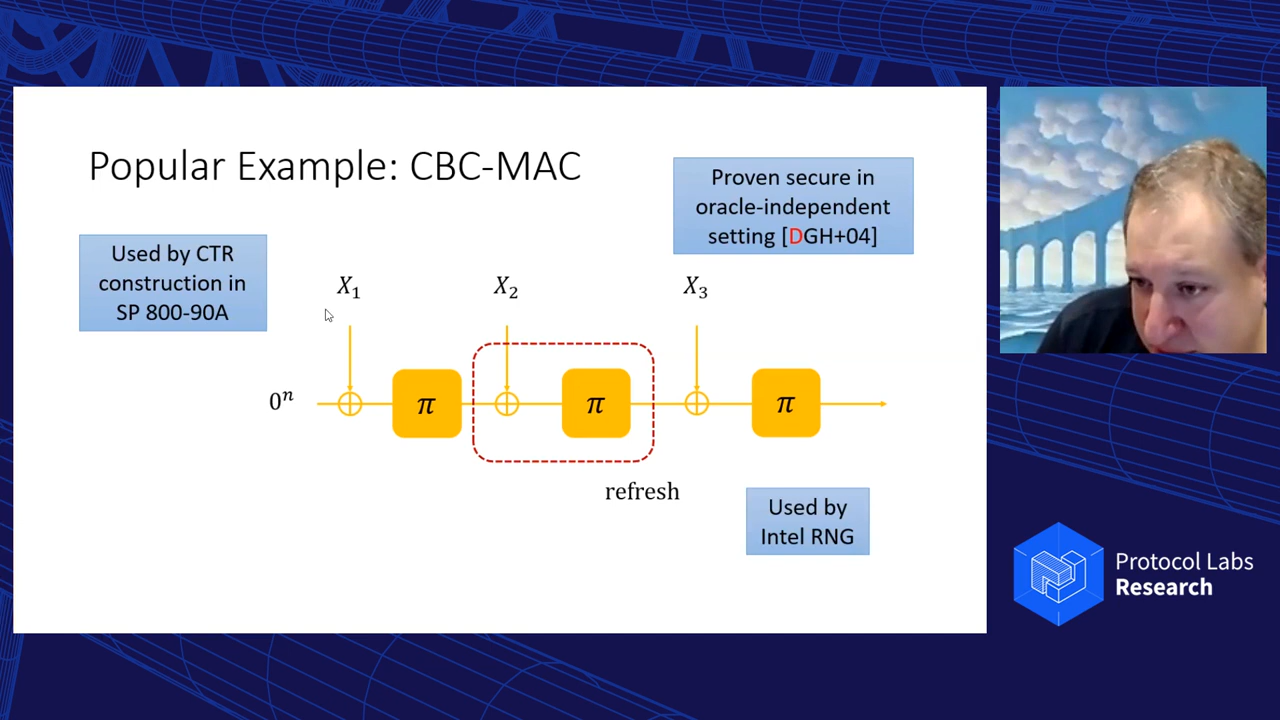 Popular Example: CBC-MAC
Proven secure in
oracle-independent
setting [DGH+04]
Used by CTR
construction in
SP 800-90A
X₁
X₂
X₃
0ⁿ
π
π
π
refresh
Used by
Intel RNG
Protocol Labs
Research